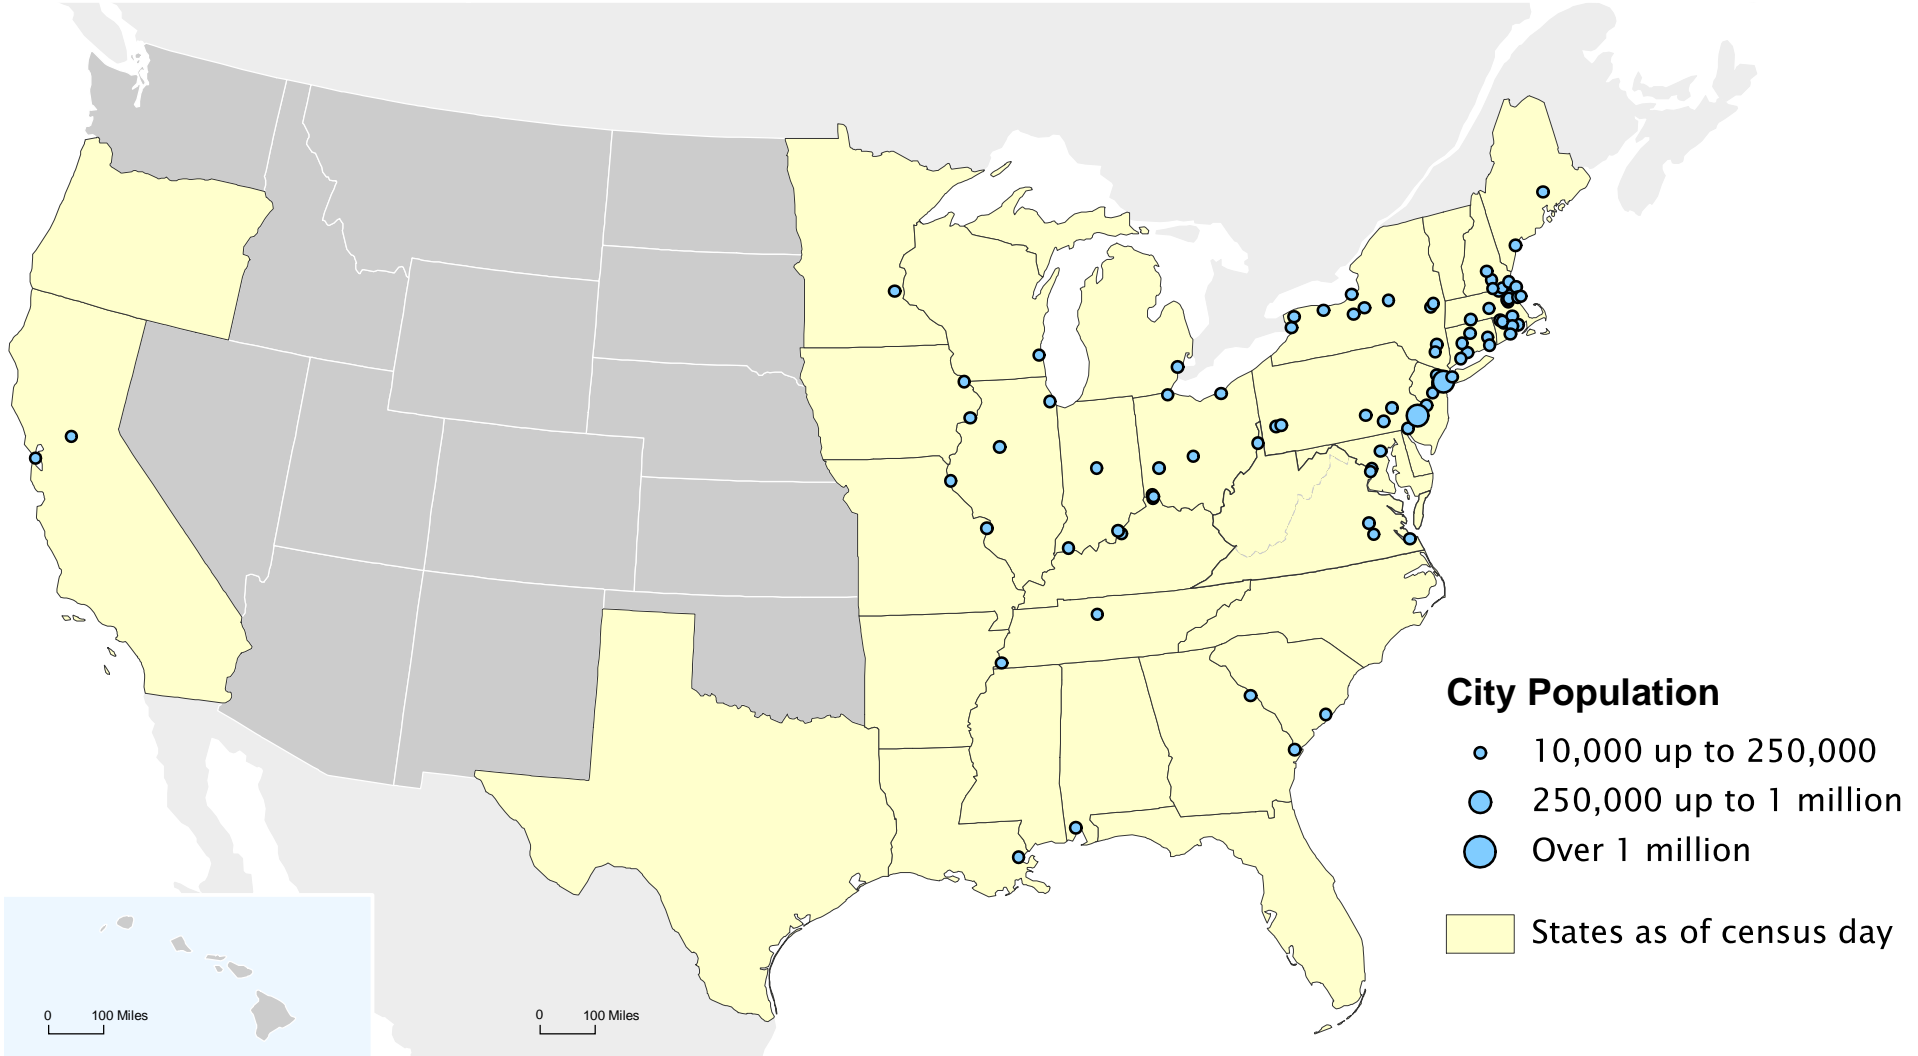 City Population
10,000 up to 250,000
250,000 up to 1 million
Over 1 million
States as of census day
0 100 Miles
0 100 Miles